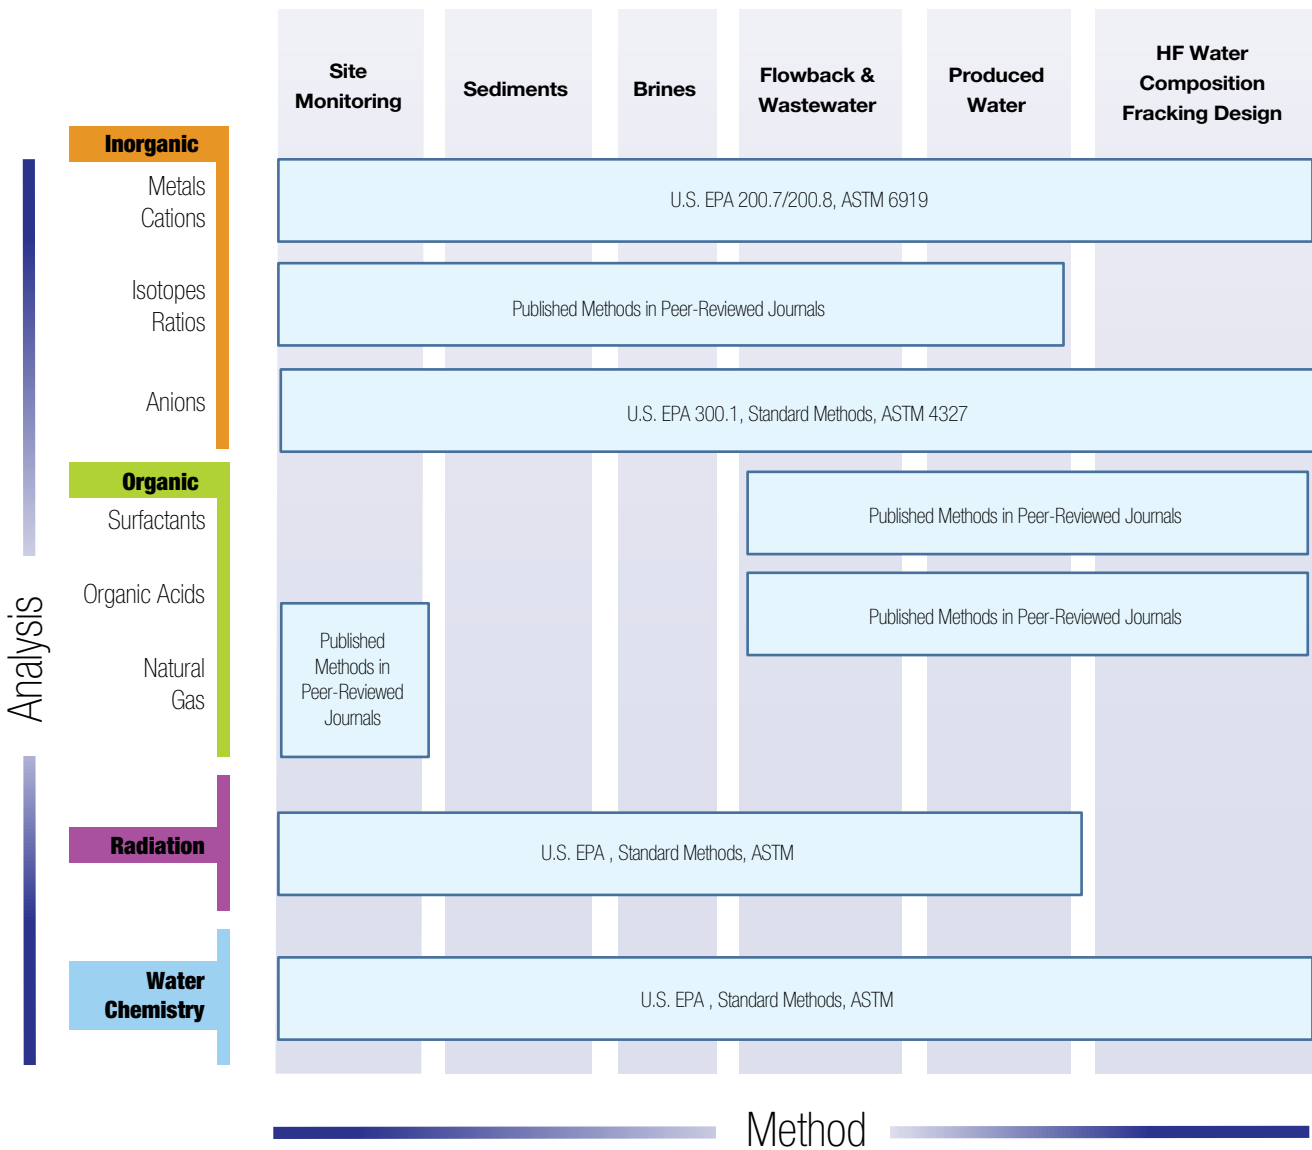 Site
Monitoring
Sediments
Brines
Flowback &
Wastewater
Produced
Water
HF Water
Composition
Fracking Design
Inorganic
Metals
Cations
U.S. EPA 200.7/200.8, ASTM 6919
Isotopes
Ratios
Published Methods in Peer-Reviewed Journals
Anions
U.S. EPA 300.1, Standard Methods, ASTM 4327
Organic
Surfactants
Published Methods in Peer-Reviewed Journals
Organic Acids
Published Methods in Peer-Reviewed Journals
Natural
Gas
Published
Methods in
Peer-Reviewed
Journals
Radiation
U.S. EPA , Standard Methods, ASTM
Water
Chemistry
U.S. EPA , Standard Methods, ASTM
Analysis
Method